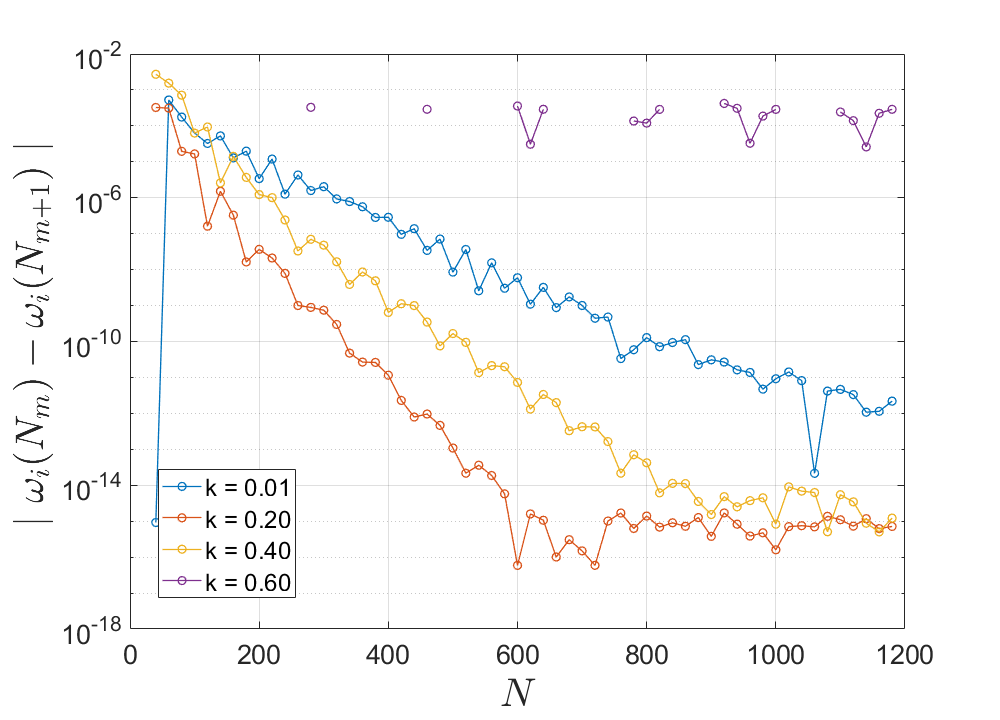 | ω_i(N_m) − ω_i(N_{m+1}) |
10^{-2}
10^{-6}
10^{-10}
10^{-14}
10^{-18}
k = 0.01
k = 0.20
k = 0.40
k = 0.60
0 200 400 600 800 1000 1200
N